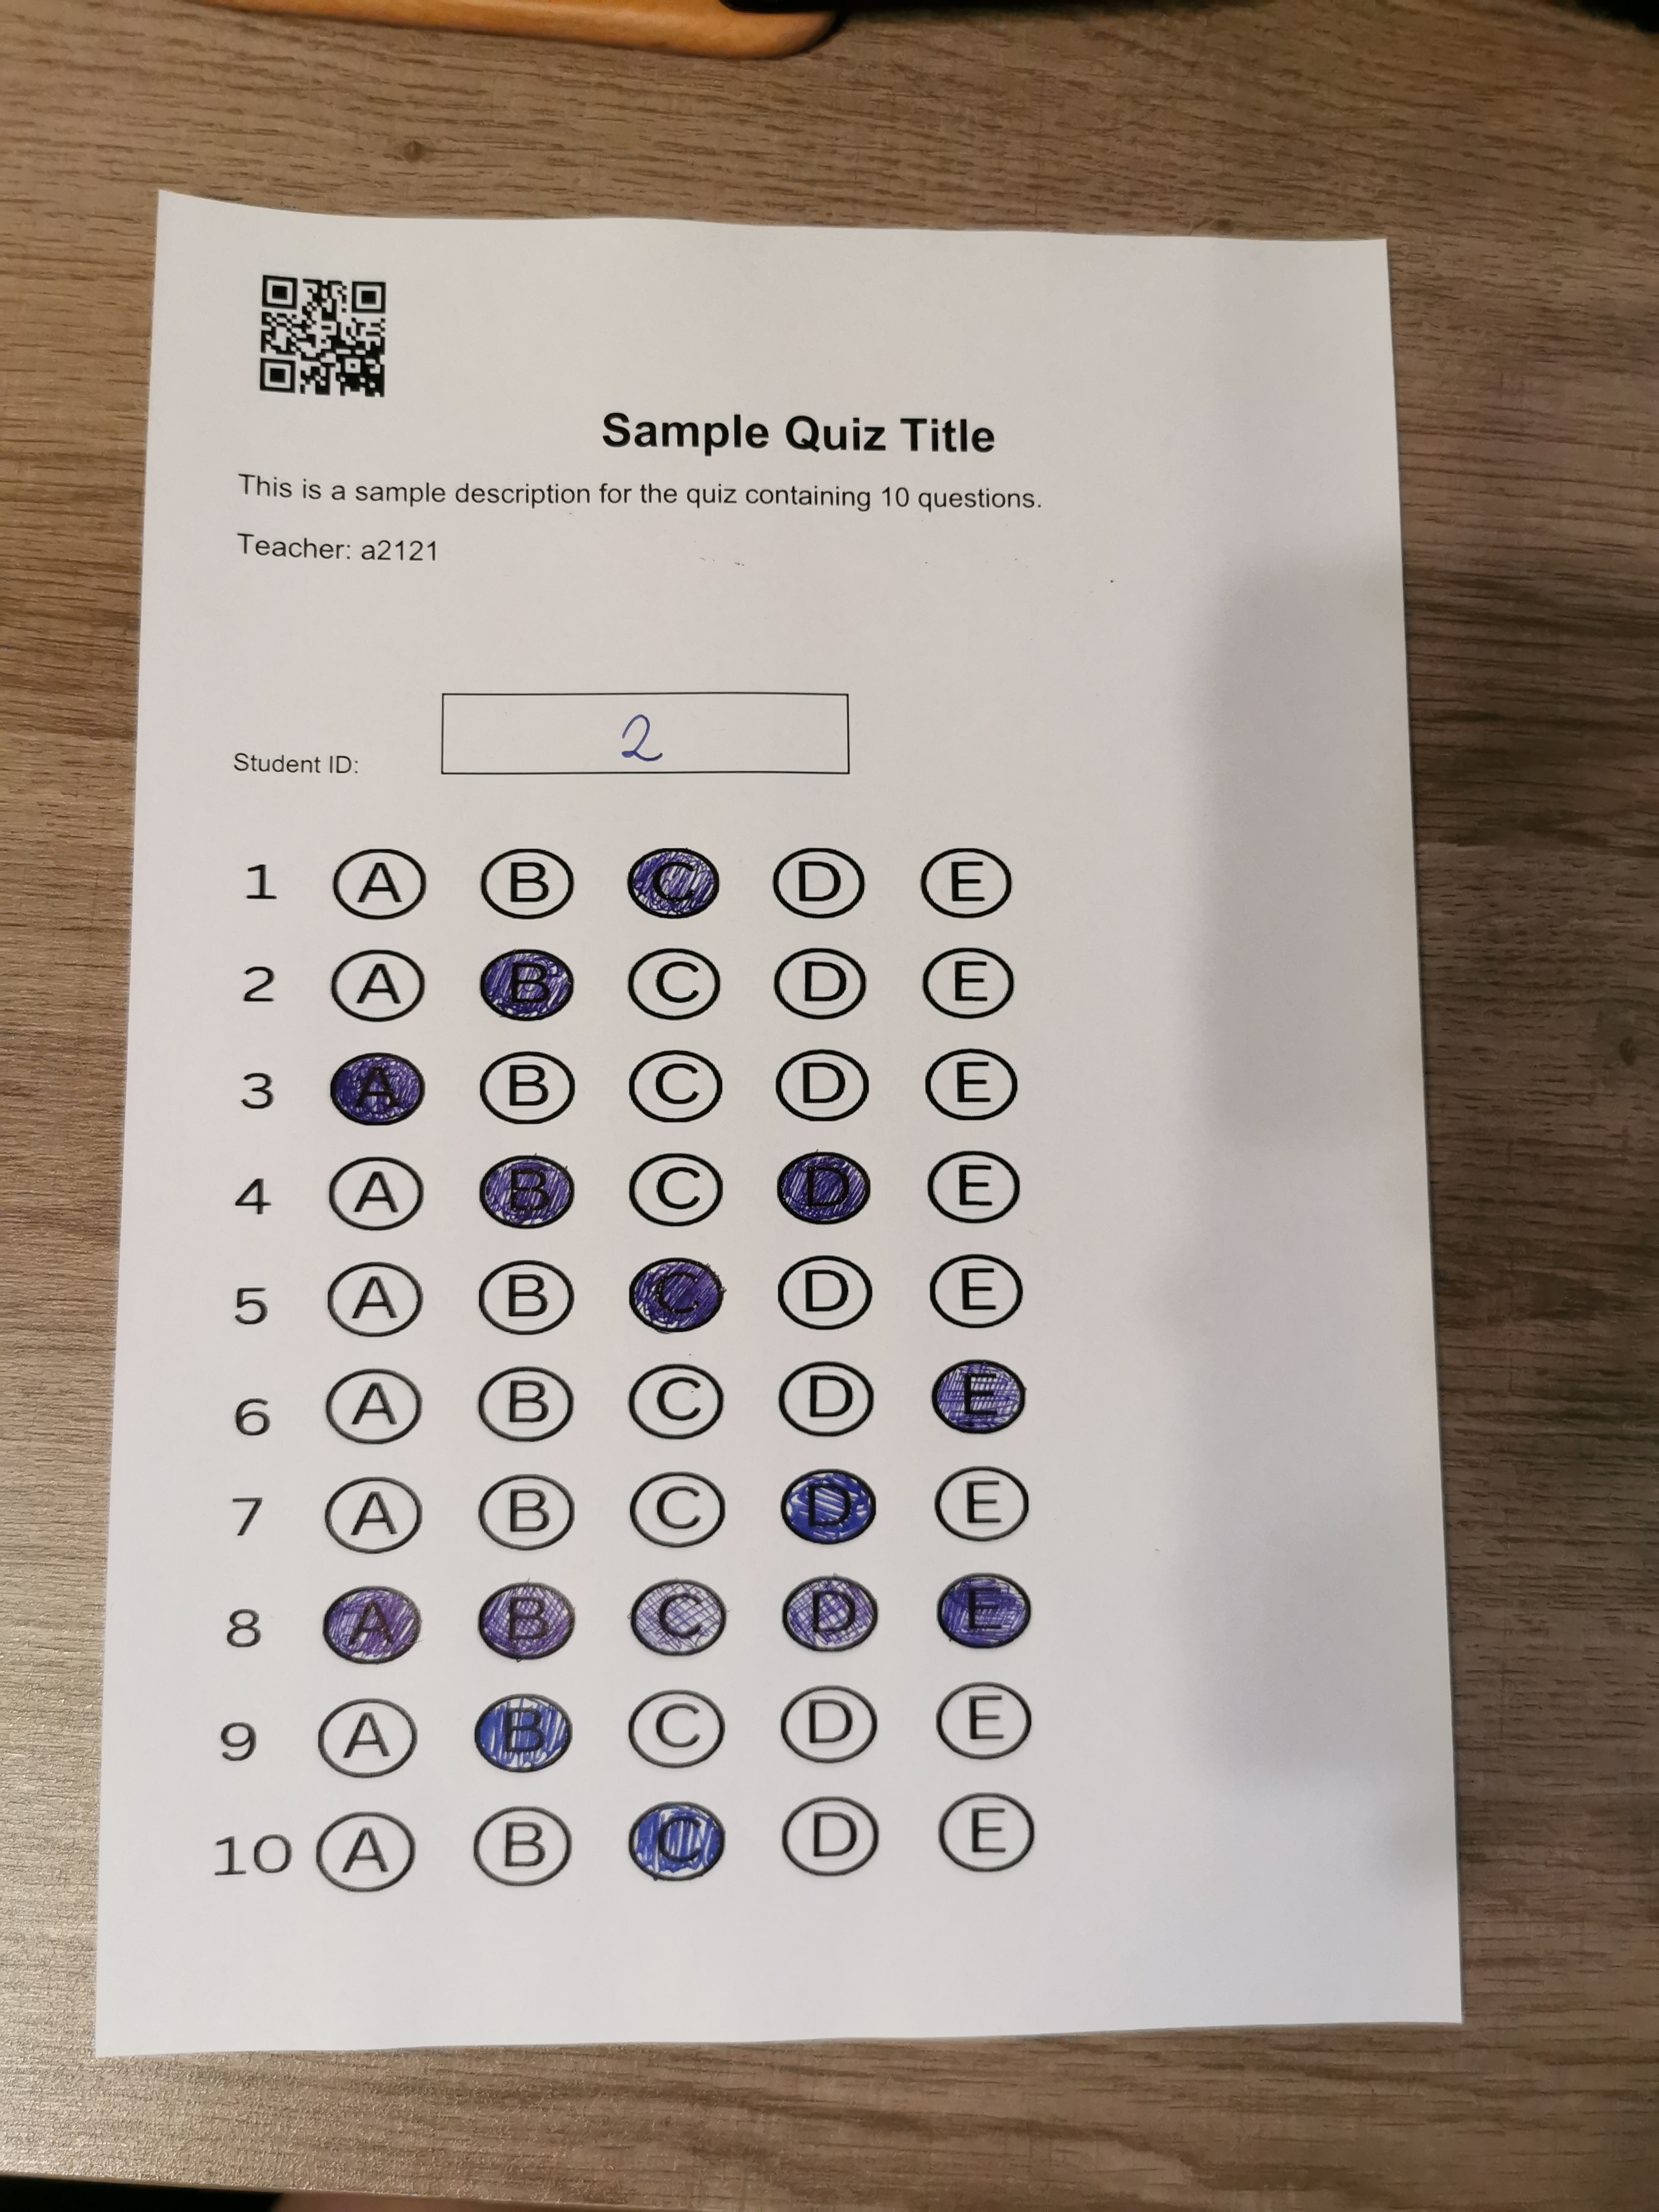 Sample Quiz Title
This is a sample description for the quiz containing 10 questions.
Teacher: a2121
Student ID: 2
1 A B C D E
2 A B C D E
3 A B C D E
4 A B C D E
5 A B C D E
6 A B C D E
7 A B C D E
8 A B C D E
9 A B C D E
10 A B C D E